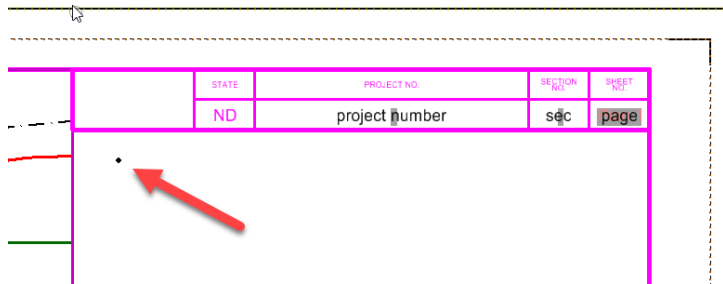 STATE PROJECT NO. SECTION NO. SHEET NO.
ND project number sec page